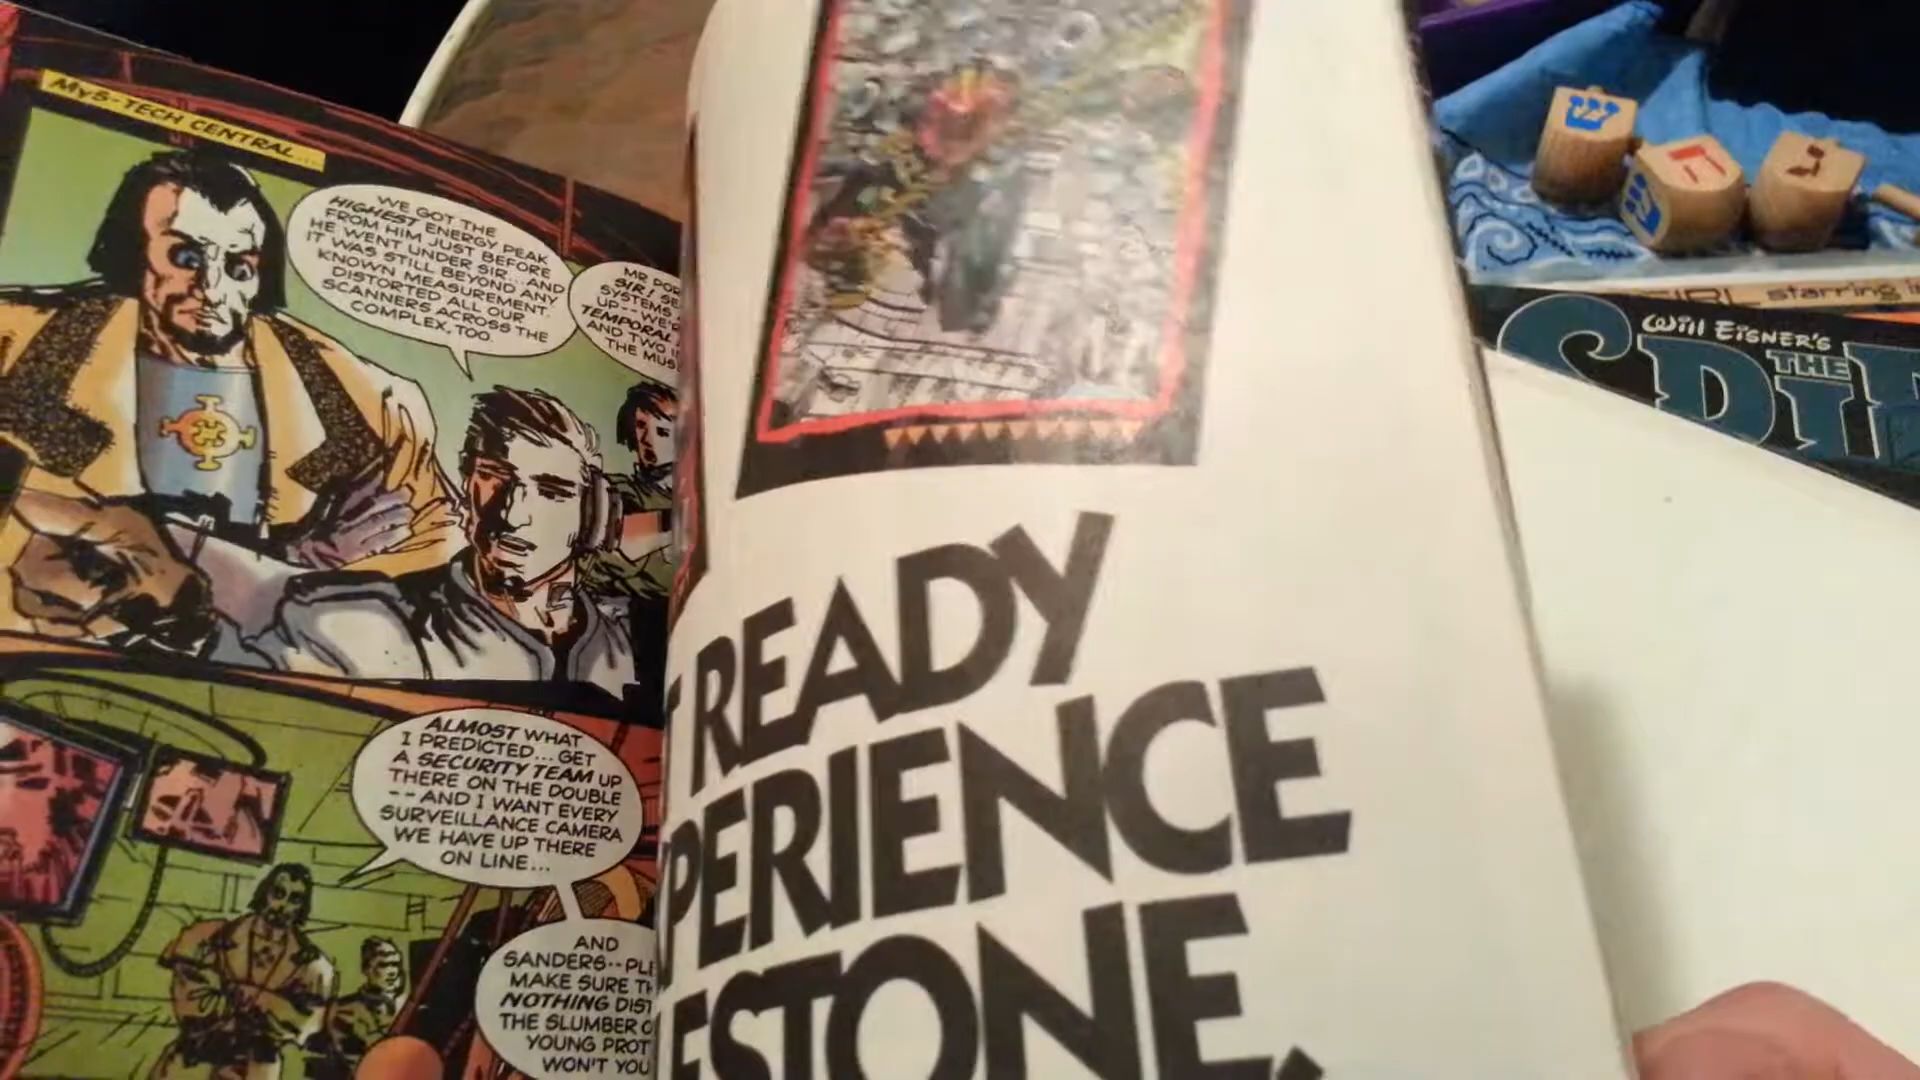 MYS-TECH CENTRAL...
WE GOT THE
HIGHEST ENERGY PEAK
FROM HIM JUST BEFORE
HE WENT UNDER SIR... AND
IT WAS STILL BEYOND ANY
KNOWN MEASUREMENT.
DISTORTED ALL OUR
SCANNERS ACROSS THE
COMPLEX, TOO.
MR
SIR!
SYSTEMS
UP--
TEMPORAL
AND TWO
THE
ALMOST WHAT
I PREDICTED... GET
A SECURITY TEAM UP
THERE ON THE DOUBLE
--AND I WANT EVERY
SURVEILLANCE CAMERA
WE HAVE UP THERE
ON LINE...
AND
SANDERS--
MAKE SURE
NOTHING
THE SLUMBER
YOUNG
WON'T YOU
READY
PERIENCE
ESTONE.
ש
ה
ש
ג
GIRL starring
WILL EISNER'S
THE